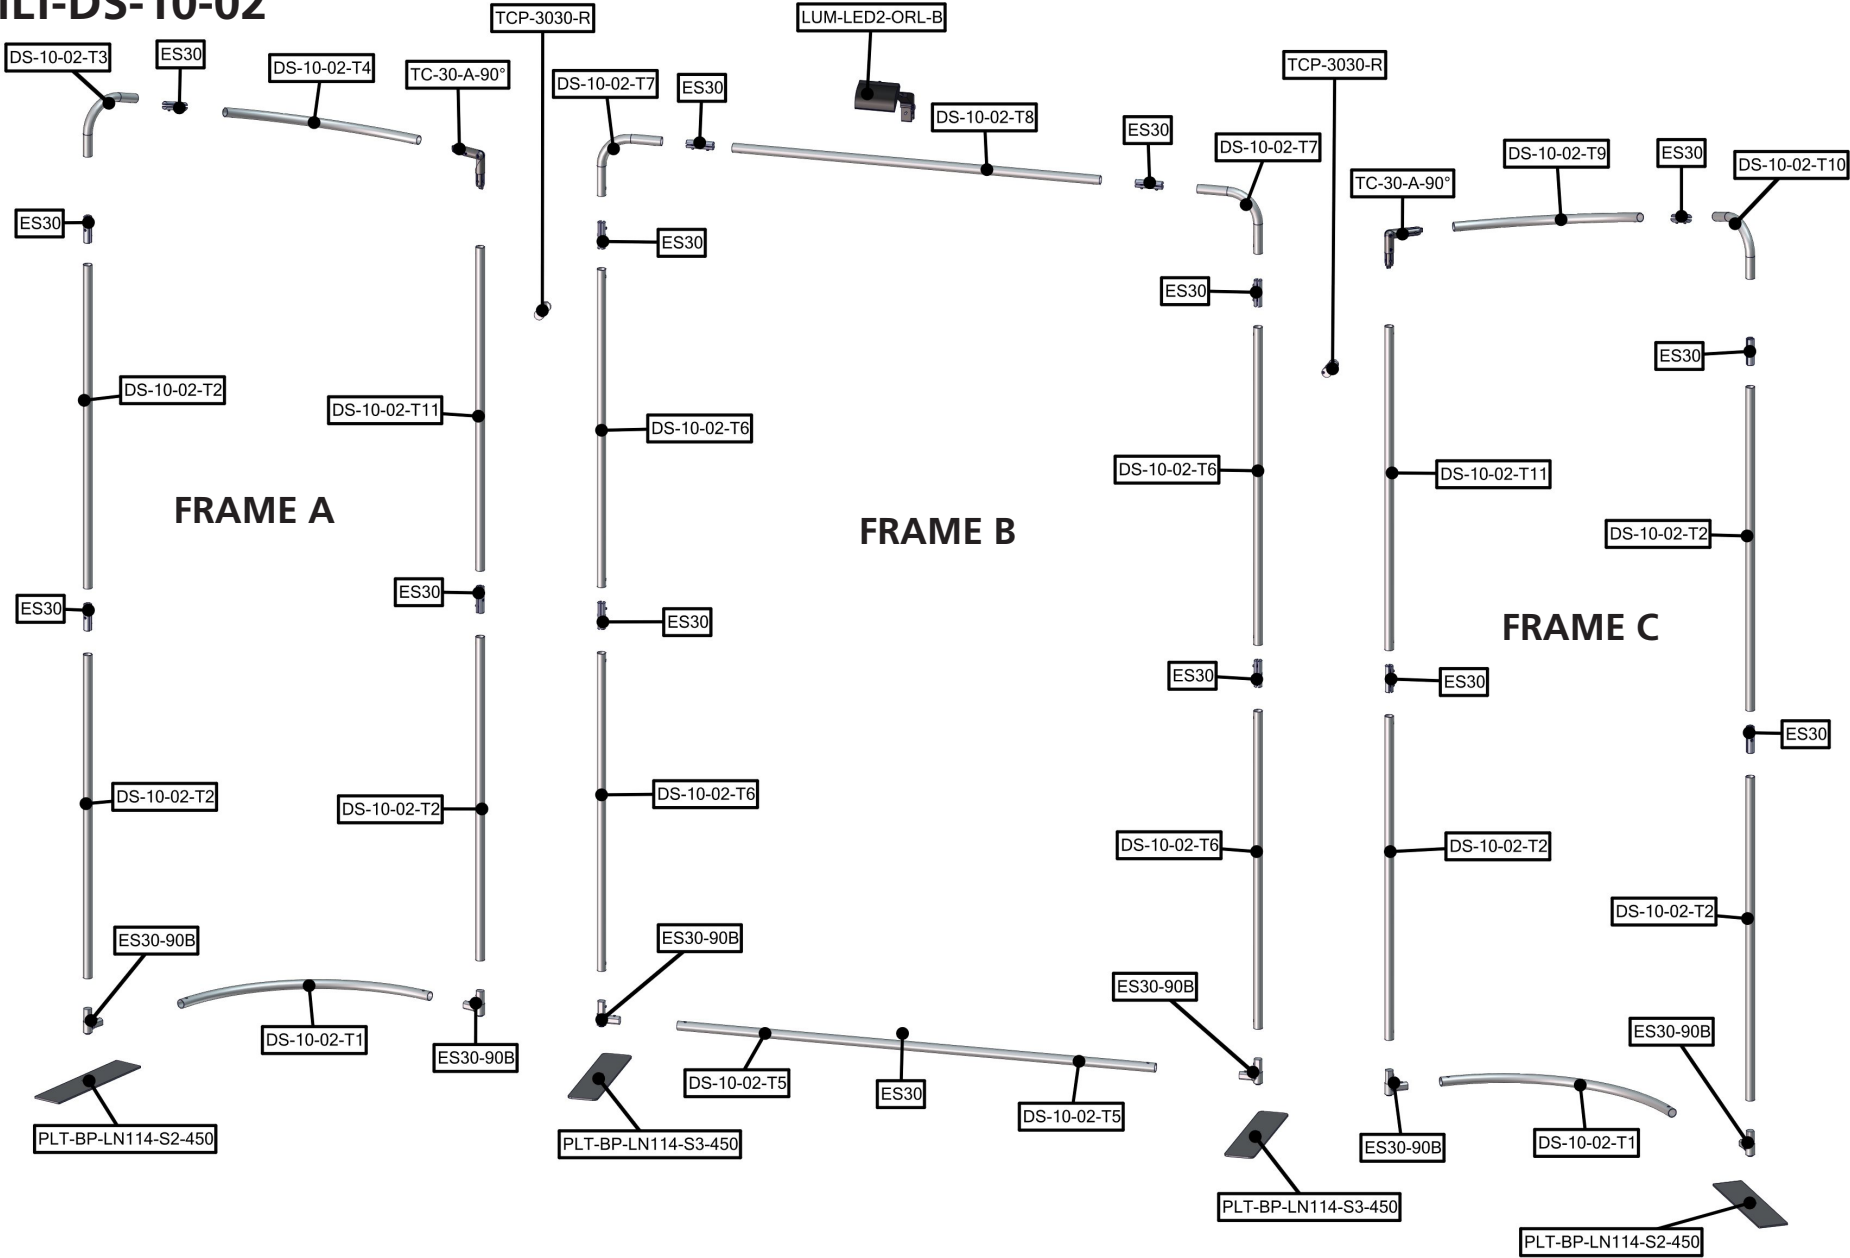 DS-10-02
TCP-3030-R
LUM-LED2-ORL-B
DS-10-02-T3
ES30
DS-10-02-T4
TC-30-A-90°
DS-10-02-T7
ES30
DS-10-02-T8
ES30
DS-10-02-T7
TCP-3030-R
TC-30-A-90°
DS-10-02-T9
ES30
DS-10-02-T10
ES30
ES30
ES30
ES30
DS-10-02-T2
DS-10-02-T11
DS-10-02-T6
DS-10-02-T6
DS-10-02-T11
DS-10-02-T2
FRAME A
FRAME B
FRAME C
ES30
ES30
ES30
ES30
ES30
ES30
DS-10-02-T2
DS-10-02-T2
DS-10-02-T6
DS-10-02-T6
DS-10-02-T2
DS-10-02-T2
ES30-90B
ES30-90B
ES30-90B
ES30-90B
DS-10-02-T1
ES30-90B
DS-10-02-T5
ES30
DS-10-02-T5
ES30-90B
DS-10-02-T1
PLT-BP-LN114-S2-450
PLT-BP-LN114-S3-450
PLT-BP-LN114-S3-450
PLT-BP-LN114-S2-450